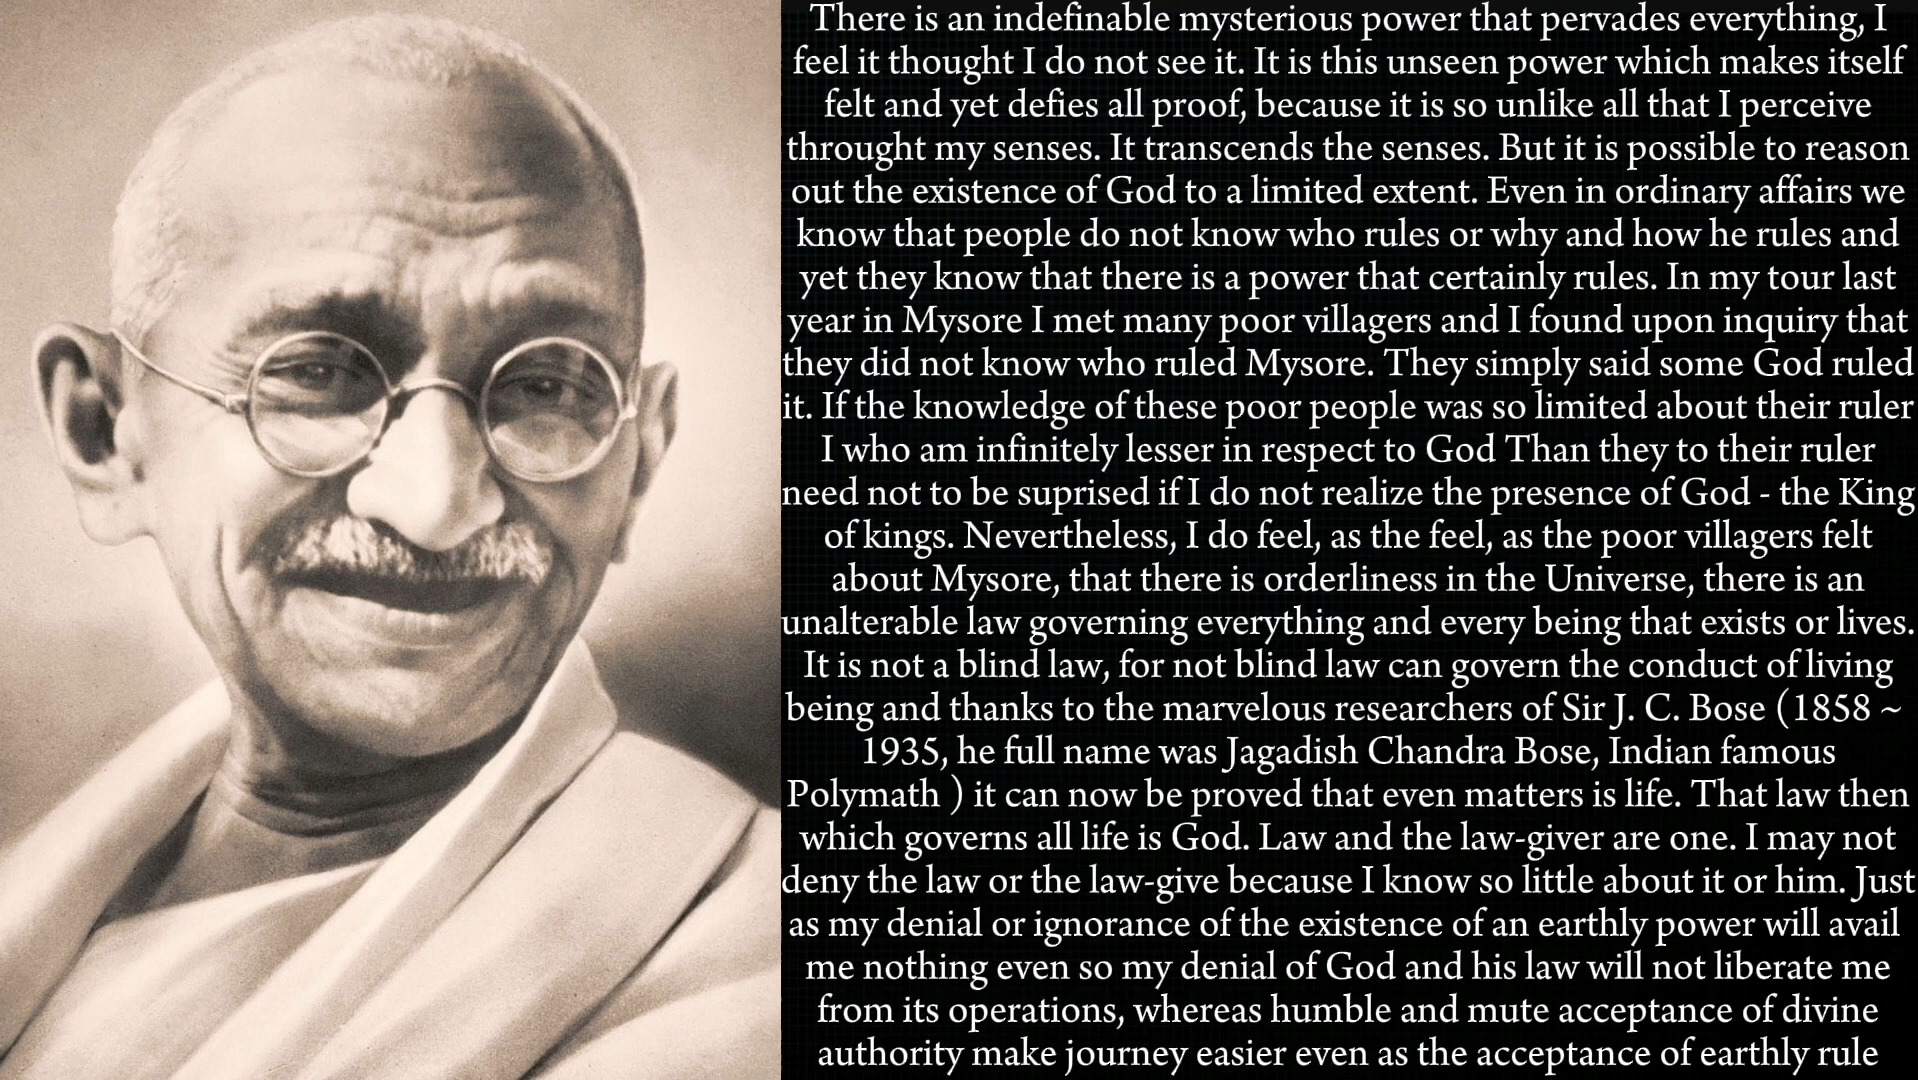 There is an indefinable mysterious power that pervades everything, I
feel it thought I do not see it. It is this unseen power which makes itself
felt and yet defies all proof, because it is so unlike all that I perceive
throught my senses. It transcends the senses. But it is possible to reason
out the existence of God to a limited extent. Even in ordinary affairs we
know that people do not know who rules or why and how he rules and
yet they know that there is a power that certainly rules. In my tour last
year in Mysore I met many poor villagers and I found upon inquiry that
they did not know who ruled Mysore. They simply said some God ruled
it. If the knowledge of these poor people was so limited about their ruler
I who am infinitely lesser in respect to God Than they to their ruler
need not to be suprised if I do not realize the presence of God - the King
of kings. Nevertheless, I do feel, as the feel, as the poor villagers felt
about Mysore, that there is orderliness in the Universe, there is an
unalterable law governing everything and every being that exists or lives.
It is not a blind law, for not blind law can govern the conduct of living
being and thanks to the marvelous researchers of Sir J. C. Bose (1858 ~
1935, he full name was Jagadish Chandra Bose, Indian famous
Polymath ) it can now be proved that even matters is life. That law then
which governs all life is God. Law and the law-giver are one. I may not
deny the law or the law-give because I know so little about it or him. Just
as my denial or ignorance of the existence of an earthly power will avail
me nothing even so my denial of God and his law will not liberate me
from its operations, whereas humble and mute acceptance of divine
authority make journey easier even as the acceptance of earthly rule